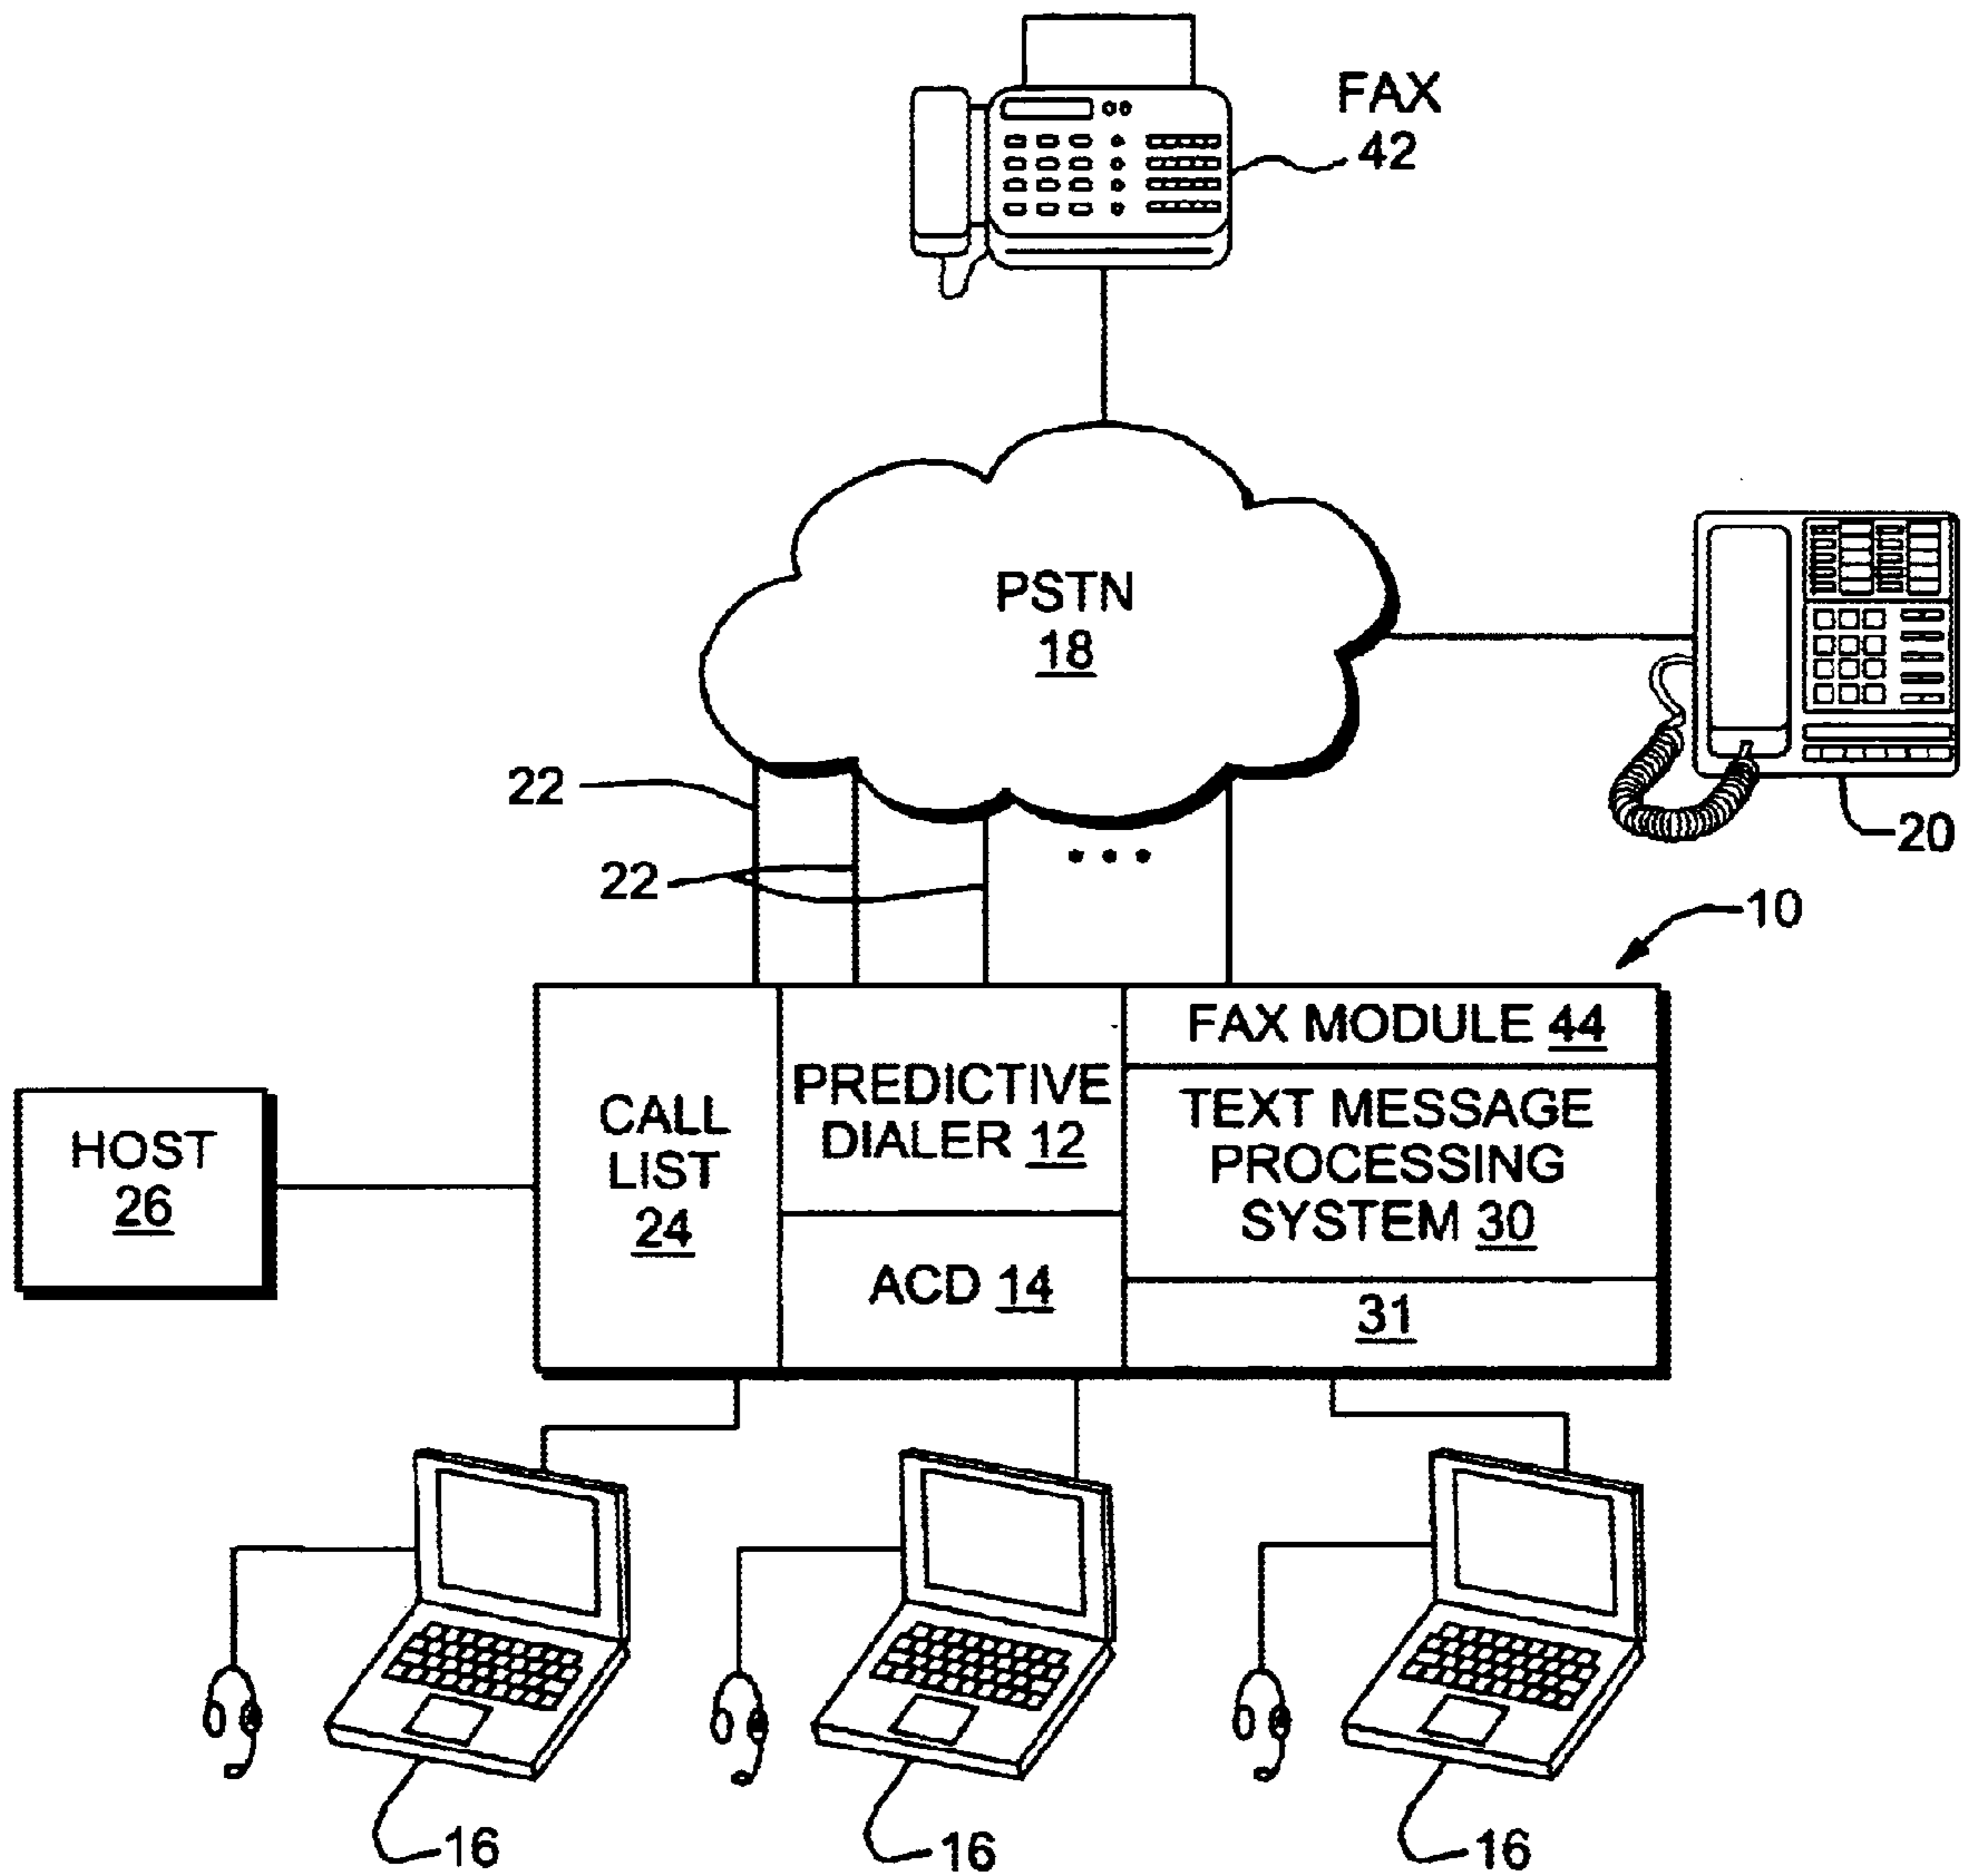 FAX
42
PSTN
18
22
22
20
10
FAX MODULE 44
PREDICTIVE
DIALER 12
TEXT MESSAGE
PROCESSING
SYSTEM 30
CALL
LIST
24
HOST
26
ACD 14
31
16
16
16